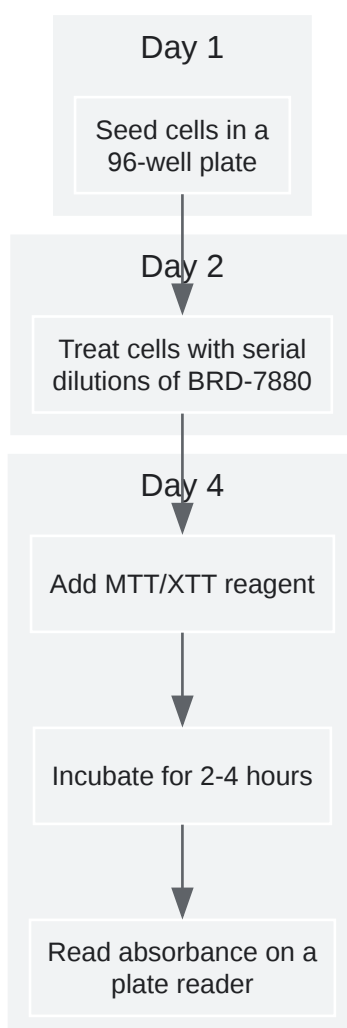 Day 1
Seed cells in a
96-well plate
Day 2
Treat cells with serial
dilutions of BRD-7880
Day 4
Add MTT/XTT reagent
Incubate for 2-4 hours
Read absorbance on a
plate reader